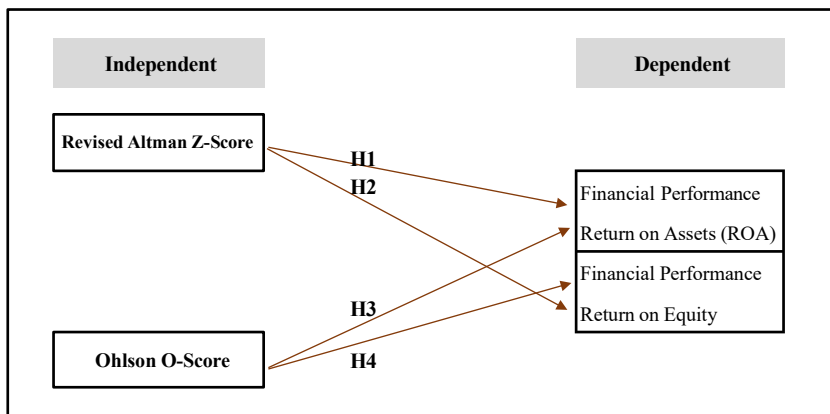 Independent
Dependent
Revised Altman Z-Score
H1
H2
Financial Performance
Return on Assets (ROA)
Financial Performance
Return on Equity
H3
Ohlson O-Score
H4